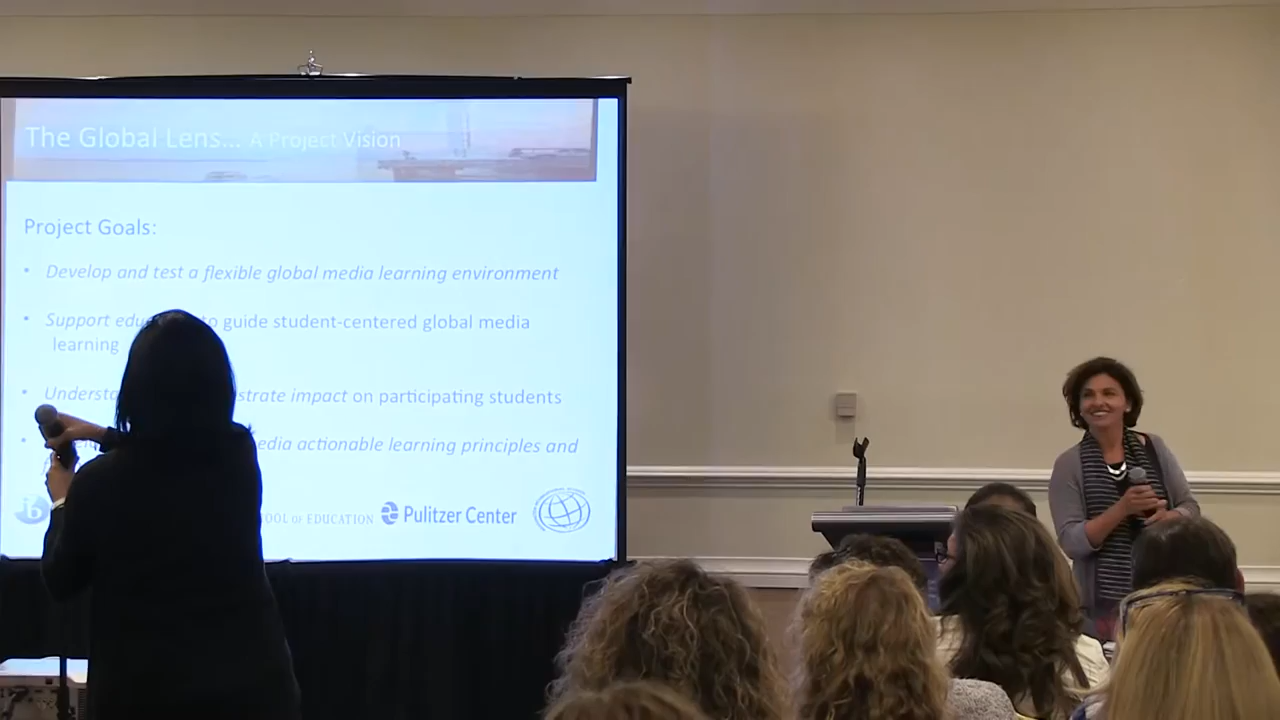 The Global Lens... A Project Vision
Project Goals:
• Develop and test a flexible global media learning environment
• Support edu to guide student-centered global media
learning
• Understa strate impact on participating students
• edia actionable learning principles and
ib OOL OF EDUCATION Pulitzer Center